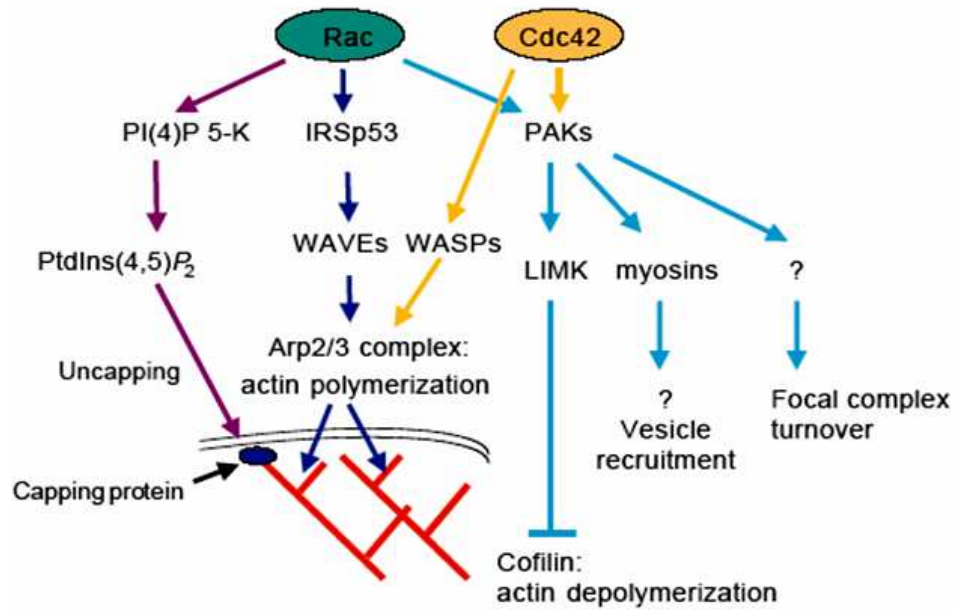 Rac
Cdc42
PI(4)P 5-K
IRSp53
PAKs
PtdIns(4,5)P2
WAVEs
WASPs
LIMK
myosins
?
Arp2/3 complex:
actin polymerization
Uncapping
?
Vesicle
recruitment
Focal complex
turnover
Capping protein
Cofilin:
actin depolymerization